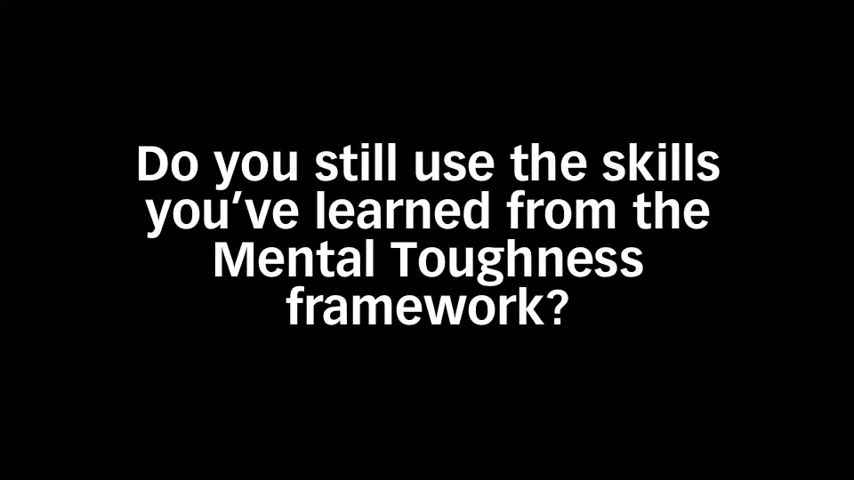 Do you still use the skills
you’ve learned from the
Mental Toughness
framework?